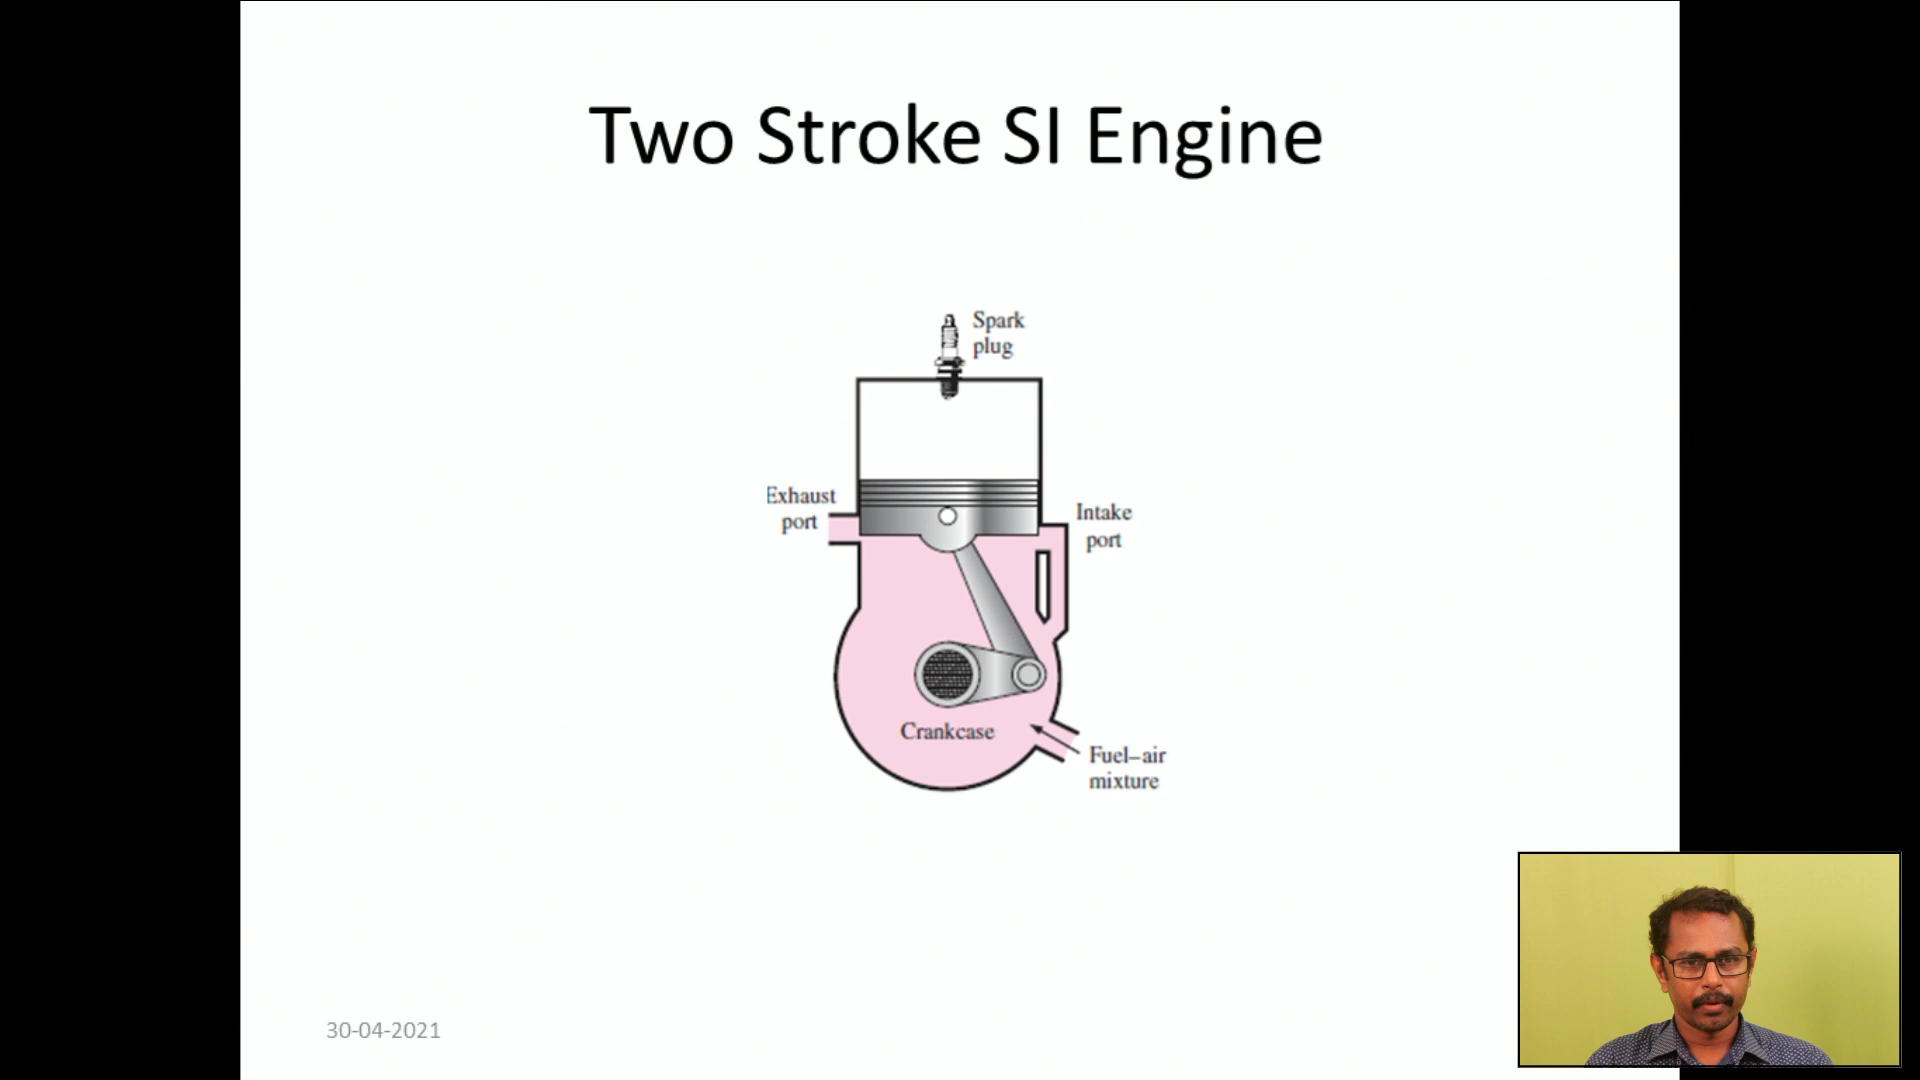 Two Stroke SI Engine
Spark
plug
Exhaust
port
Intake
port
Crankcase
Fuel–air
mixture
30-04-2021